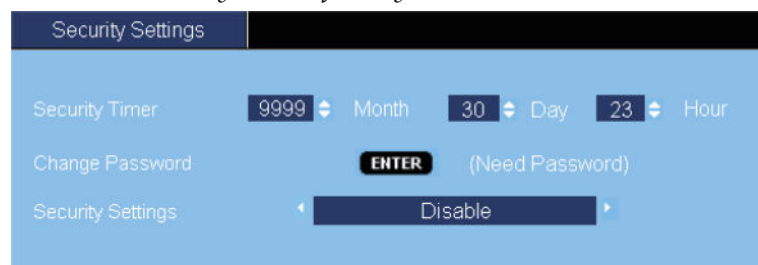 Security Settings
Security Timer 9999 Month 30 Day 23 Hour
Change Password ENTER (Need Password)
Security Settings Disable